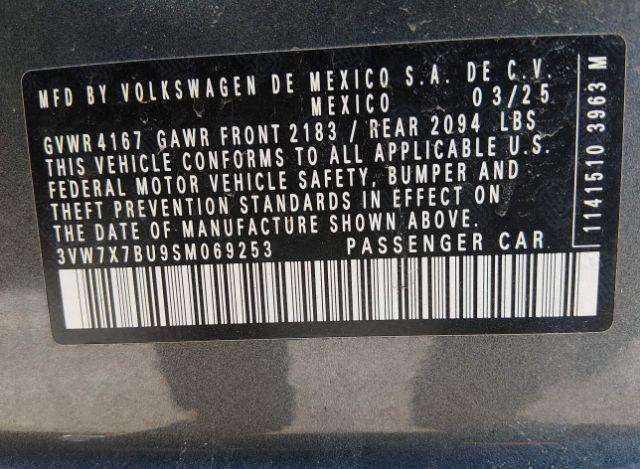 MFD BY VOLKSWAGEN DE MEXICO S.A. DE C.V.
MEXICO 03/25
GVWR 4167 GAWR FRONT 2183 / REAR 2094 LBS
THIS VEHICLE CONFORMS TO ALL APPLICABLE U.S.
FEDERAL MOTOR VEHICLE SAFETY, BUMPER AND
THEFT PREVENTION STANDARDS IN EFFECT ON
THE DATE OF MANUFACTURE SHOWN ABOVE.
3VW7X7BU9SM069253 PASSENGER CAR
1141510 3963 M